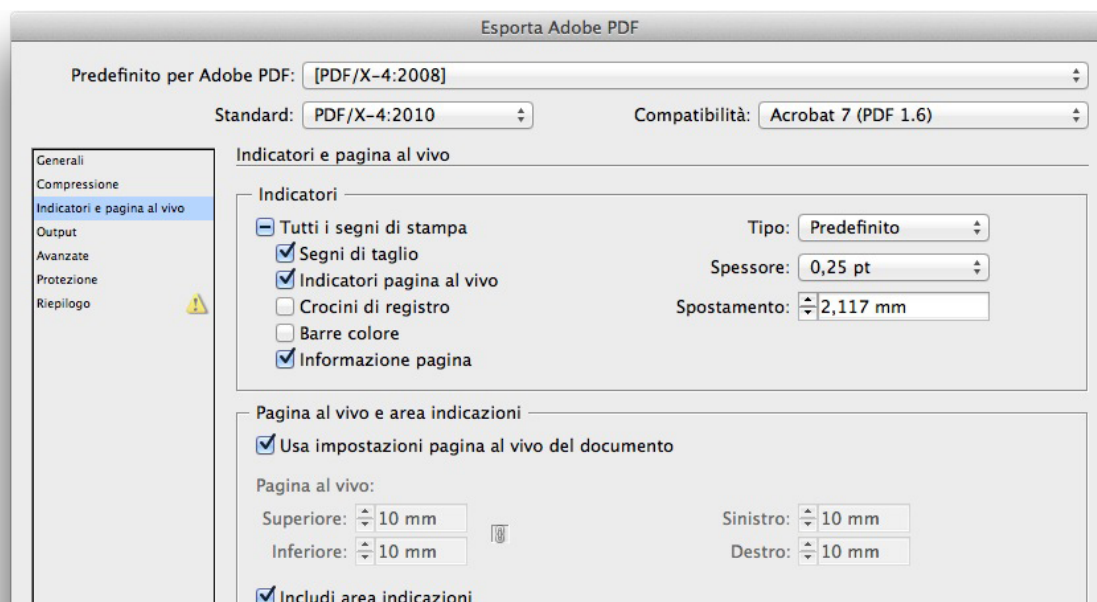 Esporta Adobe PDF
Predefinito per Adobe PDF: [PDF/X-4:2008]
Standard: PDF/X-4:2010 Compatibilità: Acrobat 7 (PDF 1.6)
Generali
Compressione
Indicatori e pagina al vivo
Output
Avanzate
Protezione
Riepilogo
Indicatori e pagina al vivo
Indicatori
Tutti i segni di stampa
Segni di taglio
Indicatori pagina al vivo
Crocini di registro
Barre colore
Informazione pagina
Tipo: Predefinito
Spessore: 0,25 pt
Spostamento: 2,117 mm
Pagina al vivo e area indicazioni
Usa impostazioni pagina al vivo del documento
Pagina al vivo:
Superiore: 10 mm Sinistro: 10 mm
Inferiore: 10 mm Destro: 10 mm
Includi area indicazioni